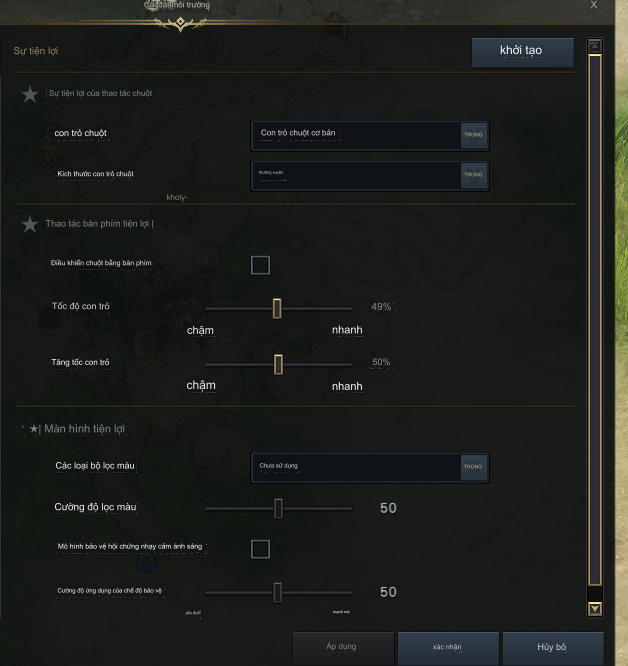 Cài đặt môi trường
X
Sự tiện lợi
khởi tạo
Sự tiện lợi của thao tác chuột
con trỏ chuột
Con trỏ chuột cơ bản
TRONG
Kích thước con trỏ chuột
thường xuyên
TRONG
kholy-
Thao tác bàn phím tiện lợi |
Điều khiển chuột bằng bàn phím
Tốc độ con trỏ
49%
chậm
nhanh
Tăng tốc con trỏ
50%
chậm
nhanh
★| Màn hình tiện lợi
Các loại bộ lọc màu
Chưa sử dụng
TRONG
Cường độ lọc màu
50
Mô hình bảo vệ hội chứng nhạy cảm ánh sáng
Cường độ ứng dụng của chế độ bảo vệ
50
yếu đuối
mạnh mẽ
Áp dụng
xác nhận
Hủy bỏ